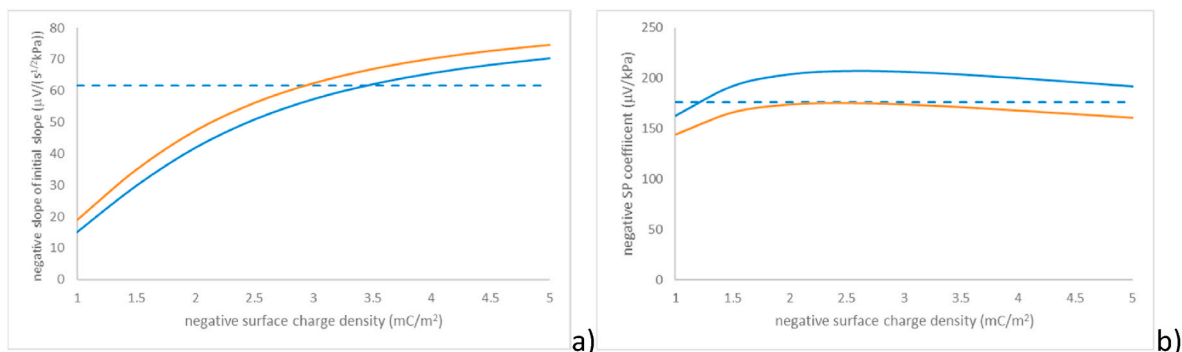 negative slope of initial slope (µV/(s1/2kPa))
80
70
60
50
40
30
20
10
0
1 1.5 2 2.5 3 3.5 4 4.5 5
negative surface charge density (mC/m2)
a)
negative SP coeffiicent (µV/kPa)
250
200
150
100
50
0
1 1.5 2 2.5 3 3.5 4 4.5 5
negative surface charge density (mC/m2)
b)